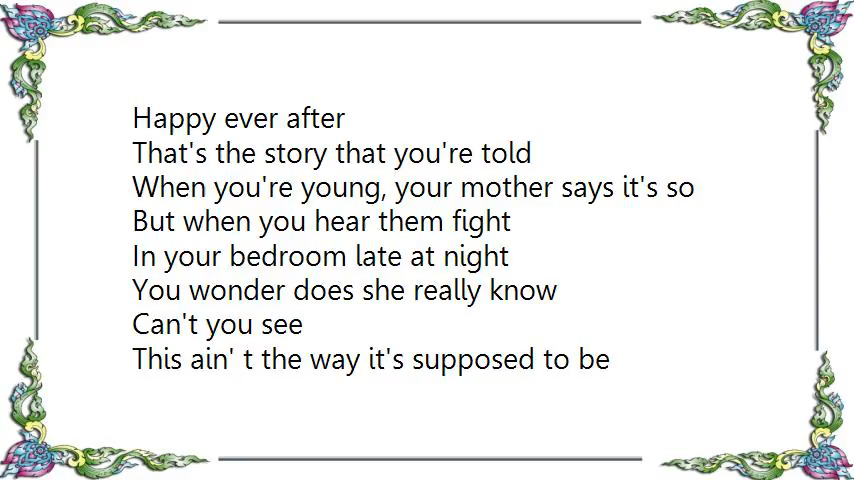 Happy ever after
That's the story that you're told
When you're young, your mother says it's so
But when you hear them fight
In your bedroom late at night
You wonder does she really know
Can't you see
This ain' t the way it's supposed to be